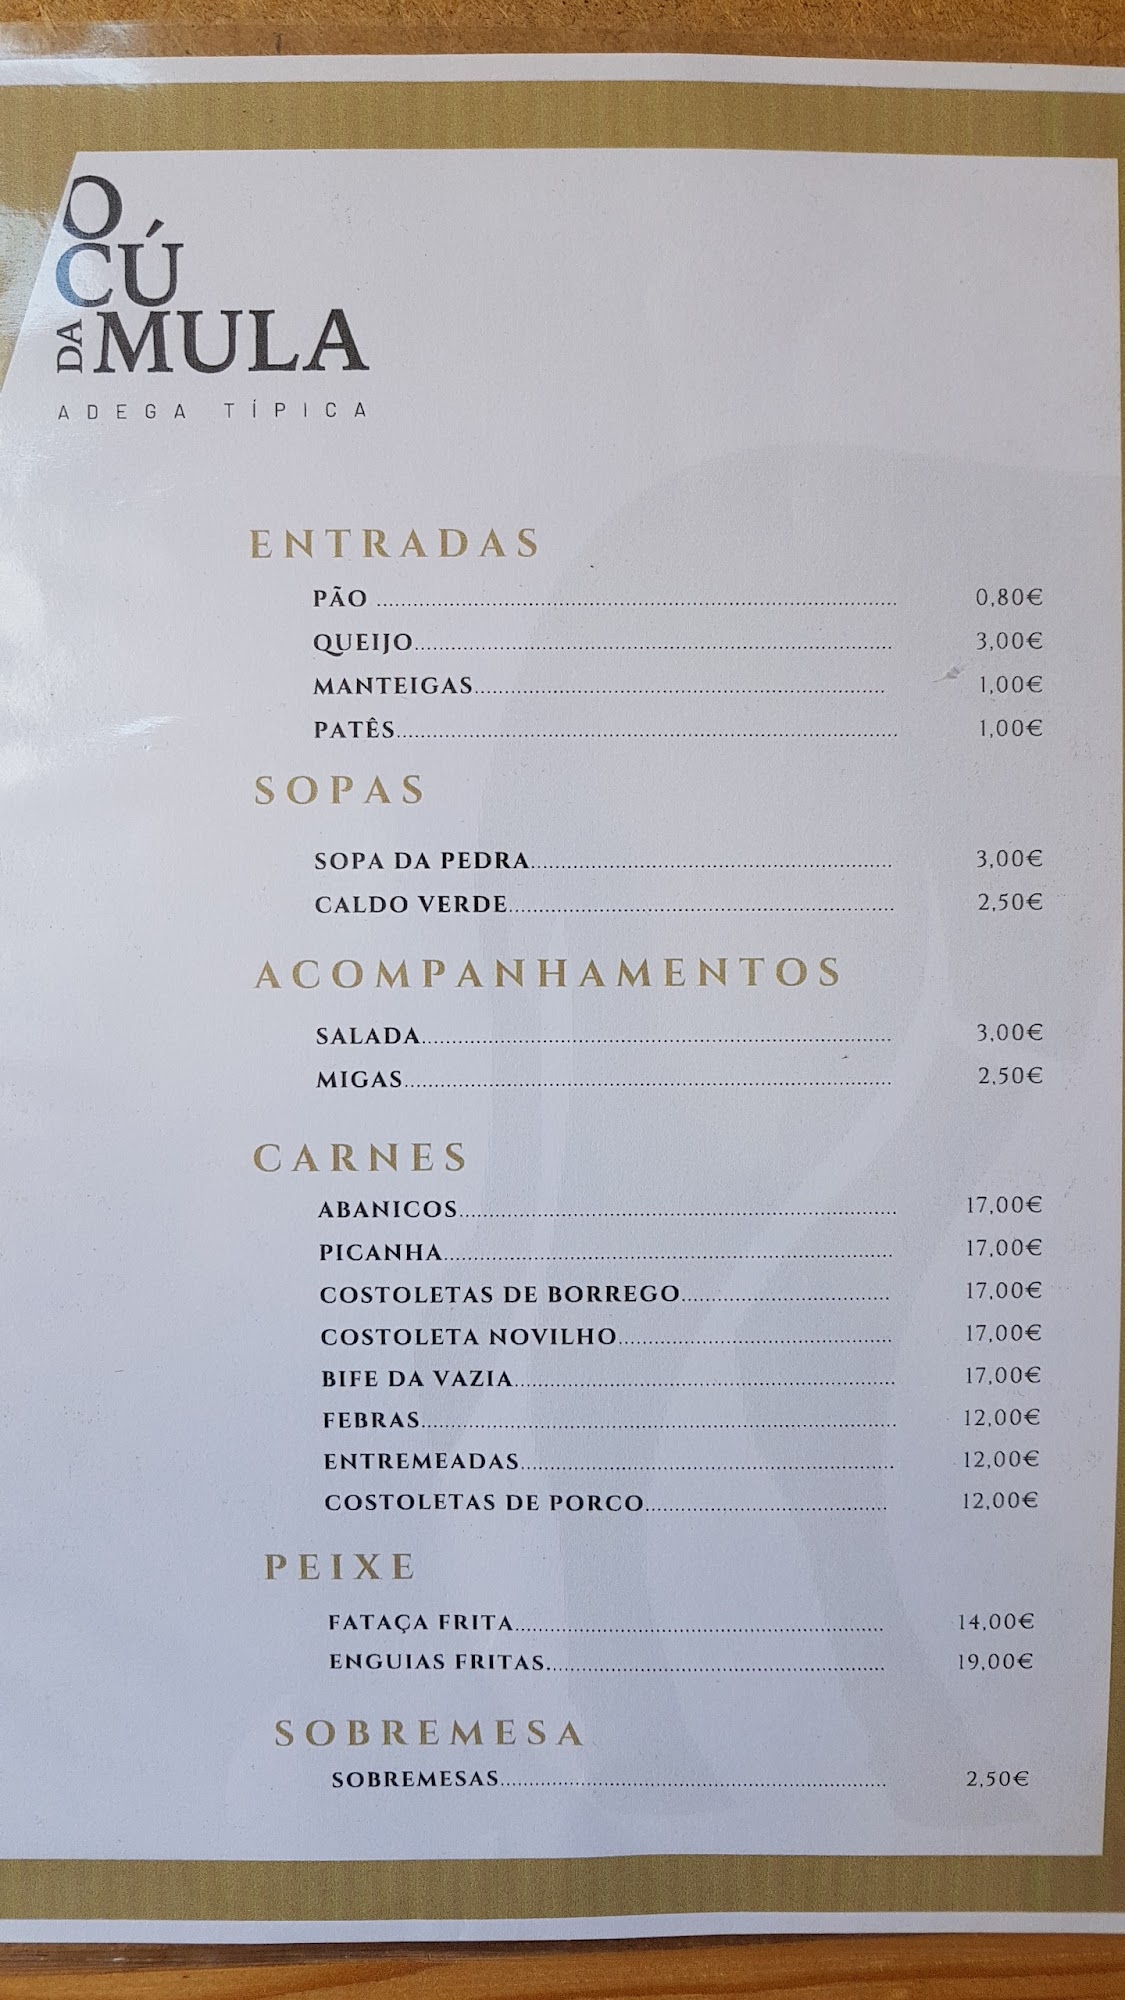 O
CÚ
DA MULA
ADEGA TÍPICA
ENTRADAS
PÃO 0,80€
QUEIJO 3,00€
MANTEIGAS 1,00€
PATÊS 1,00€
SOPAS
SOPA DA PEDRA 3,00€
CALDO VERDE 2,50€
ACOMPANHAMENTOS
SALADA 3,00€
MIGAS 2,50€
CARNES
ABANICOS 17,00€
PICANHA 17,00€
COSTOLETAS DE BORREGO 17,00€
COSTOLETA NOVILHO 17,00€
BIFE DA VAZIA 17,00€
FEBRAS 12,00€
ENTREMEADAS 12,00€
COSTOLETAS DE PORCO 12,00€
PEIXE
FATAÇA FRITA 14,00€
ENGUIAS FRITAS 19,00€
SOBREMESA
SOBREMESAS 2,50€